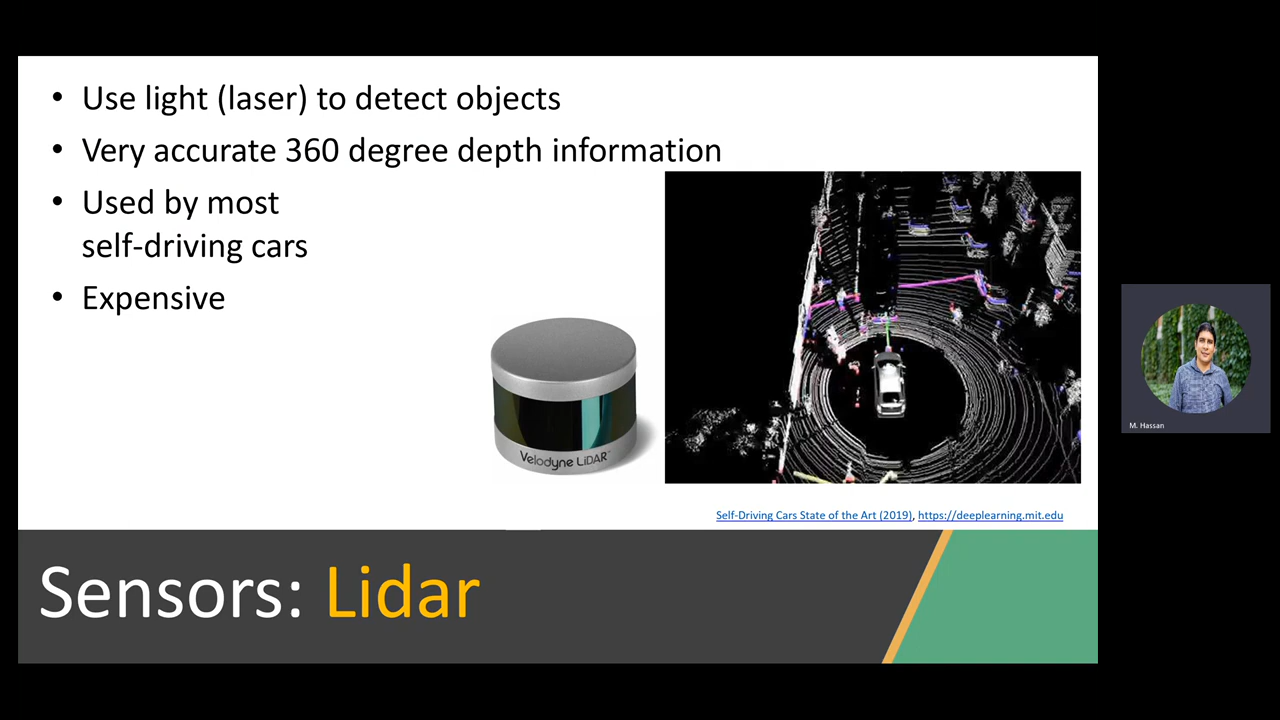 • Use light (laser) to detect objects
• Very accurate 360 degree depth information
• Used by most
self-driving cars
• Expensive
Velodyne LiDAR™
Self-Driving Cars State of the Art (2019), https://deeplearning.mit.edu
Sensors: Lidar
M. Hassan